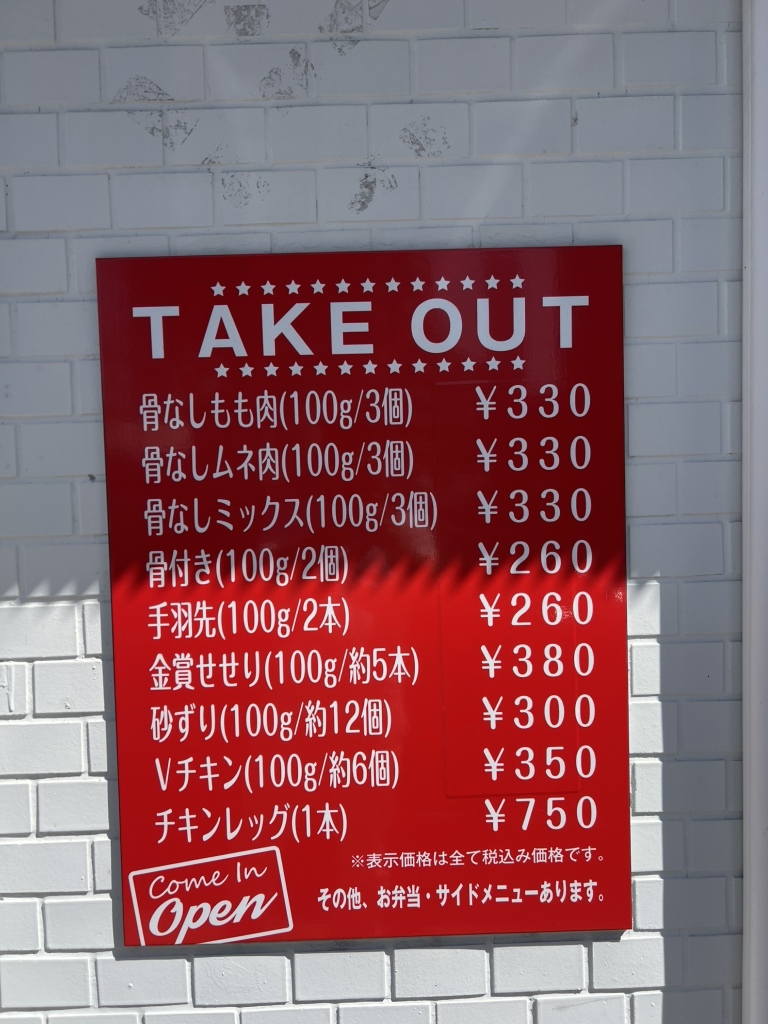 TAKE OUT
骨なしもも肉(100g/3個) ¥330
骨なしムネ肉(100g/3個) ¥330
骨なしミックス(100g/3個) ¥330
骨付き(100g/2個) ¥260
手羽先(100g/2本) ¥260
金賞せせり(100g/約5本) ¥380
砂ずり(100g/約12個) ¥300
Vチキン(100g/約6個) ¥350
チキンレッグ(1本) ¥750
※表示価格は全て税込み価格です。
その他、お弁当・サイドメニューあります。
Come In
Open